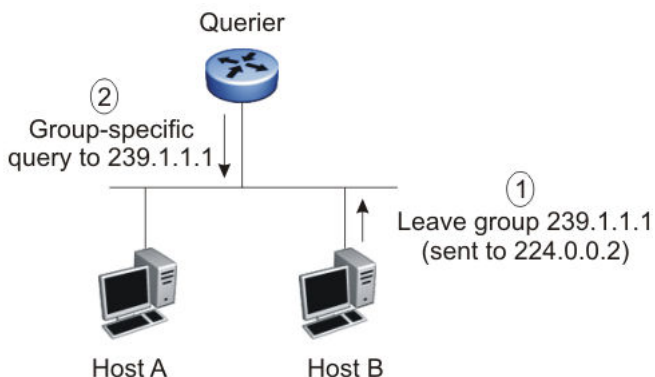 Querier
2
Group-specific
query to 239.1.1.1
1
Leave group 239.1.1.1
(sent to 224.0.0.2)
Host A
Host B